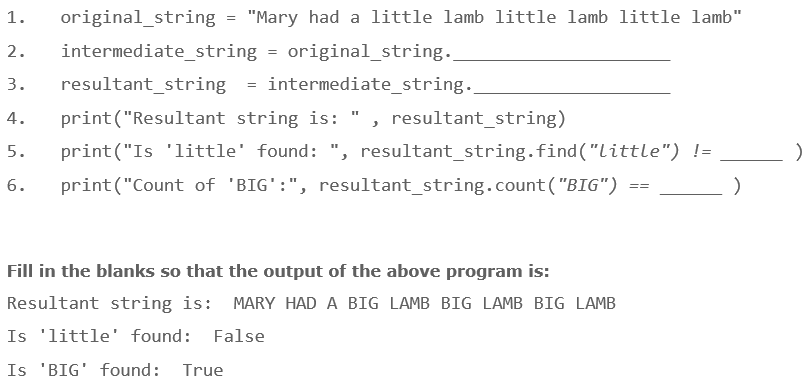 1. original_string = "Mary had a little lamb little lamb little lamb"
2. intermediate_string = original_string.____________________
3. resultant_string  = intermediate_string.__________________
4. print("Resultant string is: " , resultant_string)
5. print("Is 'little' found: ", resultant_string.find("little") != ______ )
6. print("Count of 'BIG':", resultant_string.count("BIG") == ______ )
Fill in the blanks so that the output of the above program is:
Resultant string is:  MARY HAD A BIG LAMB BIG LAMB BIG LAMB
Is 'little' found:  False
Is 'BIG' found:  True